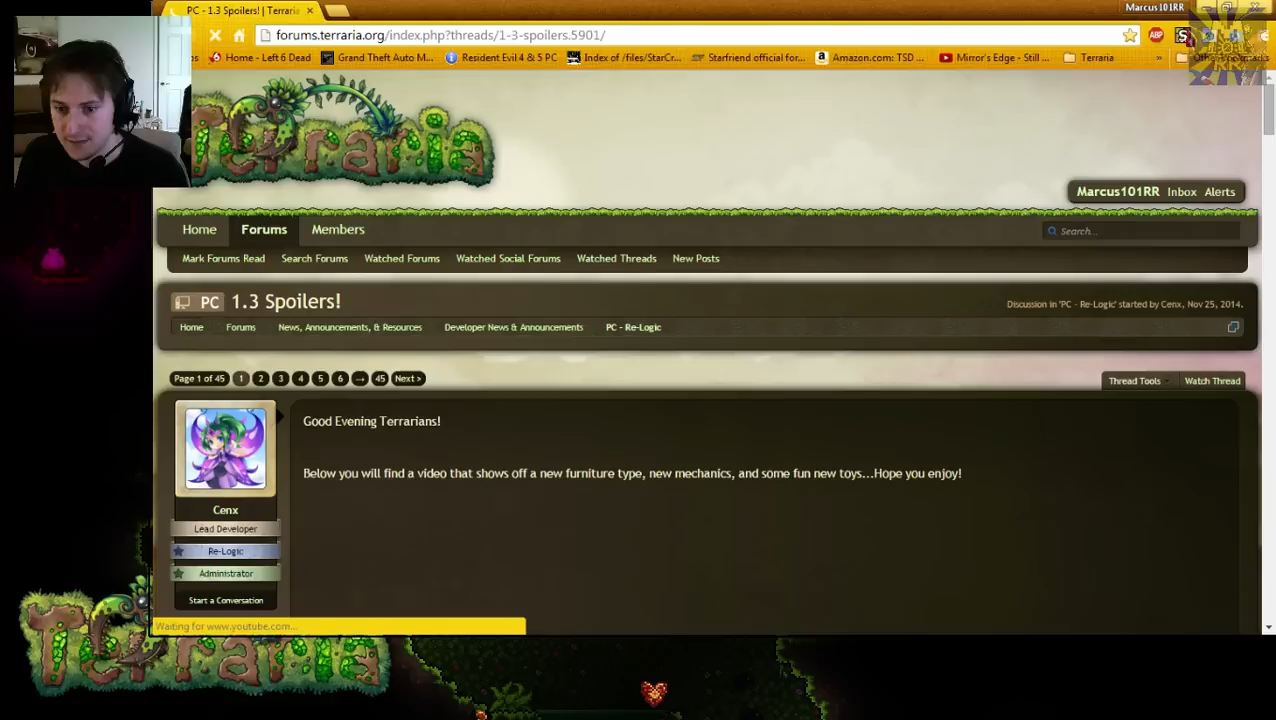 PC - 1.3 Spoilers! | Terraria
Marcus101RR
forums.terraria.org/index.php?threads/1-3-spoilers.5901/
ABP
Home - Left 6 Dead
Grand Theft Auto M...
Resident Evil 4 & 5 PC
Index of /files/StarCr...
Starfriend official for...
Amazon.com: TSD ...
Mirror's Edge - Still ...
Terraria
»
Other bookmarks
Terraria
Marcus101RR Inbox Alerts
Home Forums Members
Search...
Mark Forums Read Search Forums Watched Forums Watched Social Forums Watched Threads New Posts
PC 1.3 Spoilers!
Discussion in 'PC - Re-Logic' started by Cenx, Nov 25, 2014.
Home Forums News, Announcements, & Resources Developer News & Announcements PC - Re-Logic
Page 1 of 45 1 2 3 4 5 6 → 45 Next >
Thread Tools Watch Thread
Good Evening Terrarians!
Below you will find a video that shows off a new furniture type, new mechanics, and some fun new toys...Hope you enjoy!
Cenx
Lead Developer
Re-Logic
Administrator
Start a Conversation
Waiting for www.youtube.com...
Terraria